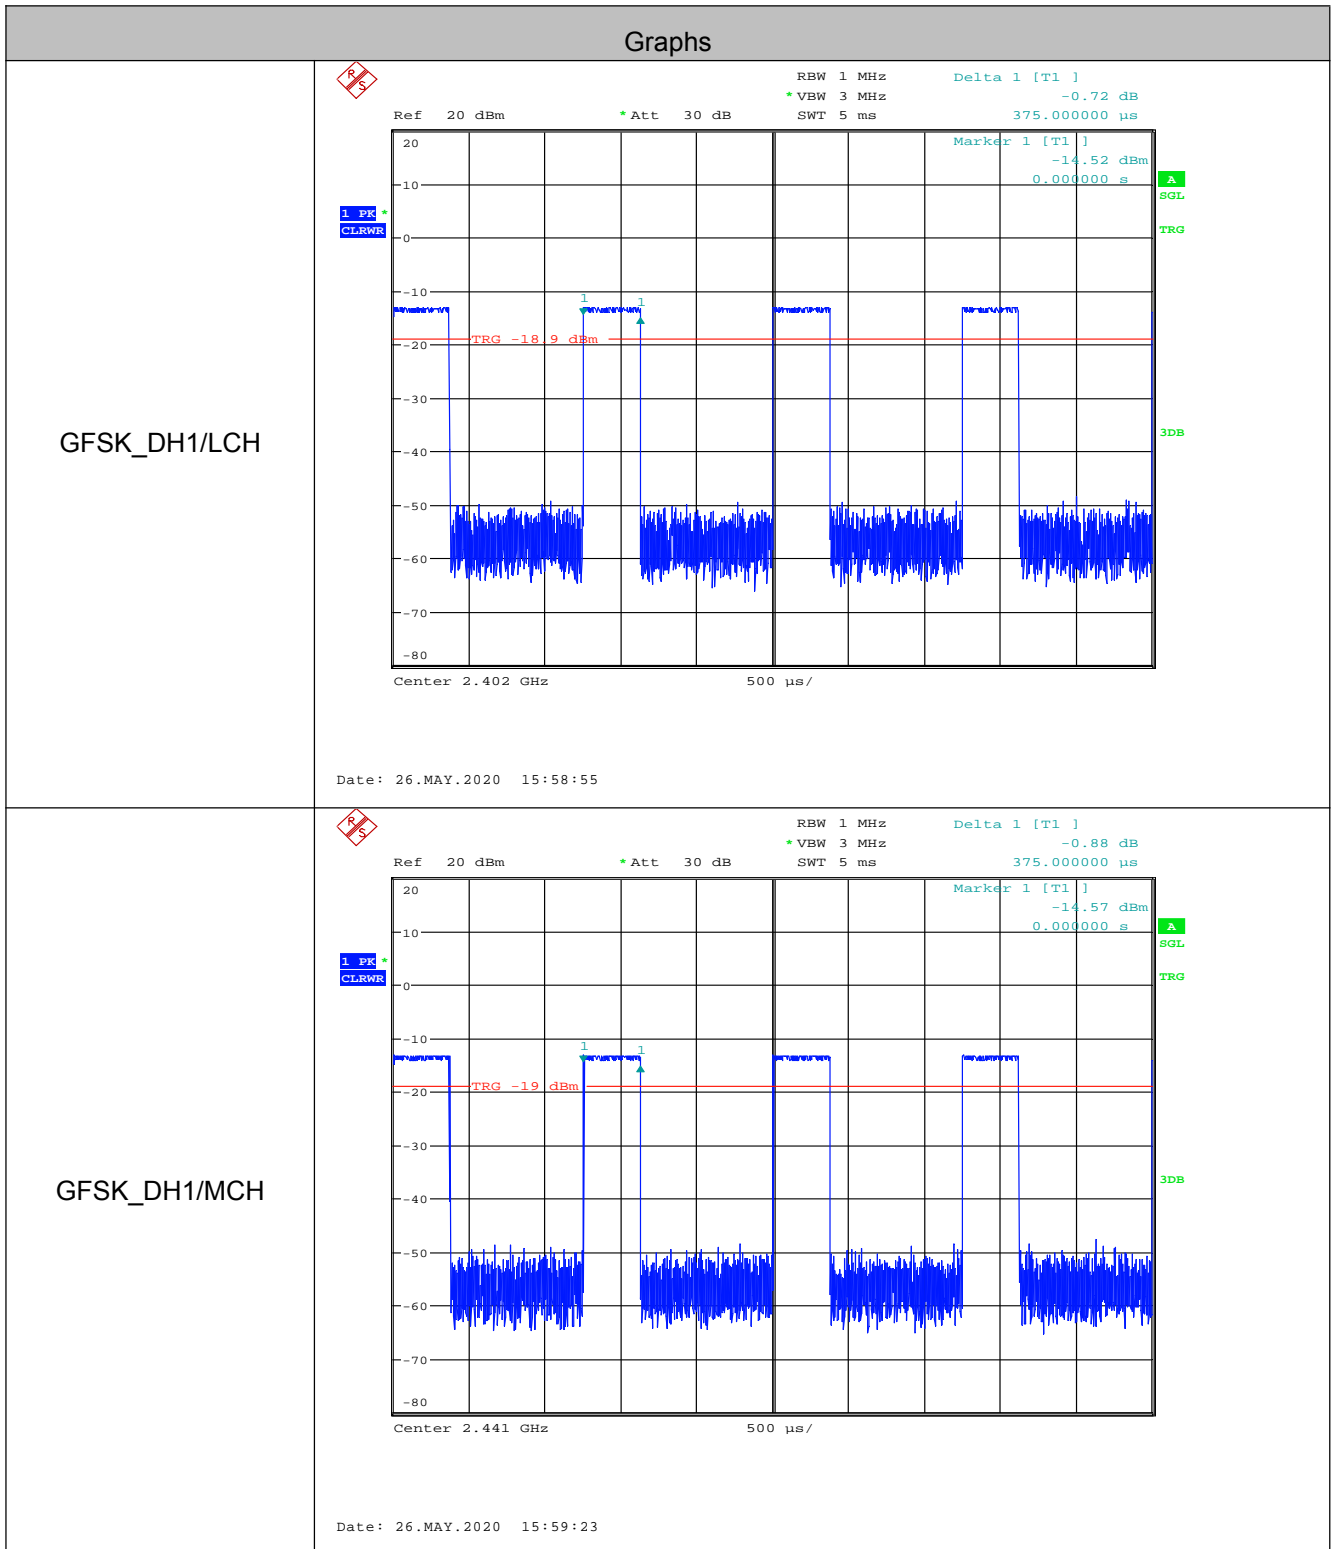 Graphs
GFSK_DH1/LCH
R S
RBW 1 MHz
Delta 1 [T1 ]
* VBW 3 MHz
-0.72 dB
Ref 20 dBm
* Att 30 dB
SWT 5 ms
375.000000 µs
20
Marker 1 [T1 ]
-14.52 dBm
10
0.000000 s
A
SGL
1 PK *
CLRWR
0
TRG
-10
1
1
TRG -18.9 dBm
-20
-30
3DB
-40
-50
-60
-70
-80
Center 2.402 GHz
500 µs/
Date: 26.MAY.2020 15:58:55
GFSK_DH1/MCH
R S
RBW 1 MHz
Delta 1 [T1 ]
* VBW 3 MHz
-0.88 dB
Ref 20 dBm
* Att 30 dB
SWT 5 ms
375.000000 µs
20
Marker 1 [T1 ]
-14.57 dBm
10
0.000000 s
A
SGL
1 PK *
CLRWR
0
TRG
-10
1
1
TRG -19 dBm
-20
-30
3DB
-40
-50
-60
-70
-80
Center 2.441 GHz
500 µs/
Date: 26.MAY.2020 15:59:23